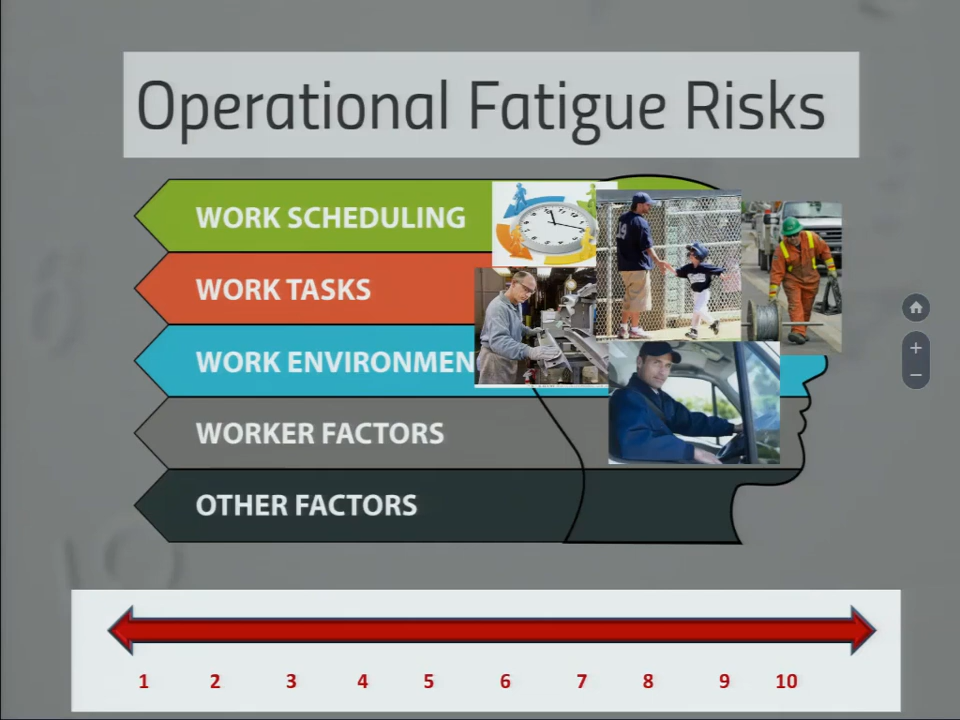 Operational Fatigue Risks
WORK SCHEDULING
WORK TASKS
WORK ENVIRONMEN
WORKER FACTORS
OTHER FACTORS
1 2 3 4 5 6 7 8 9 10